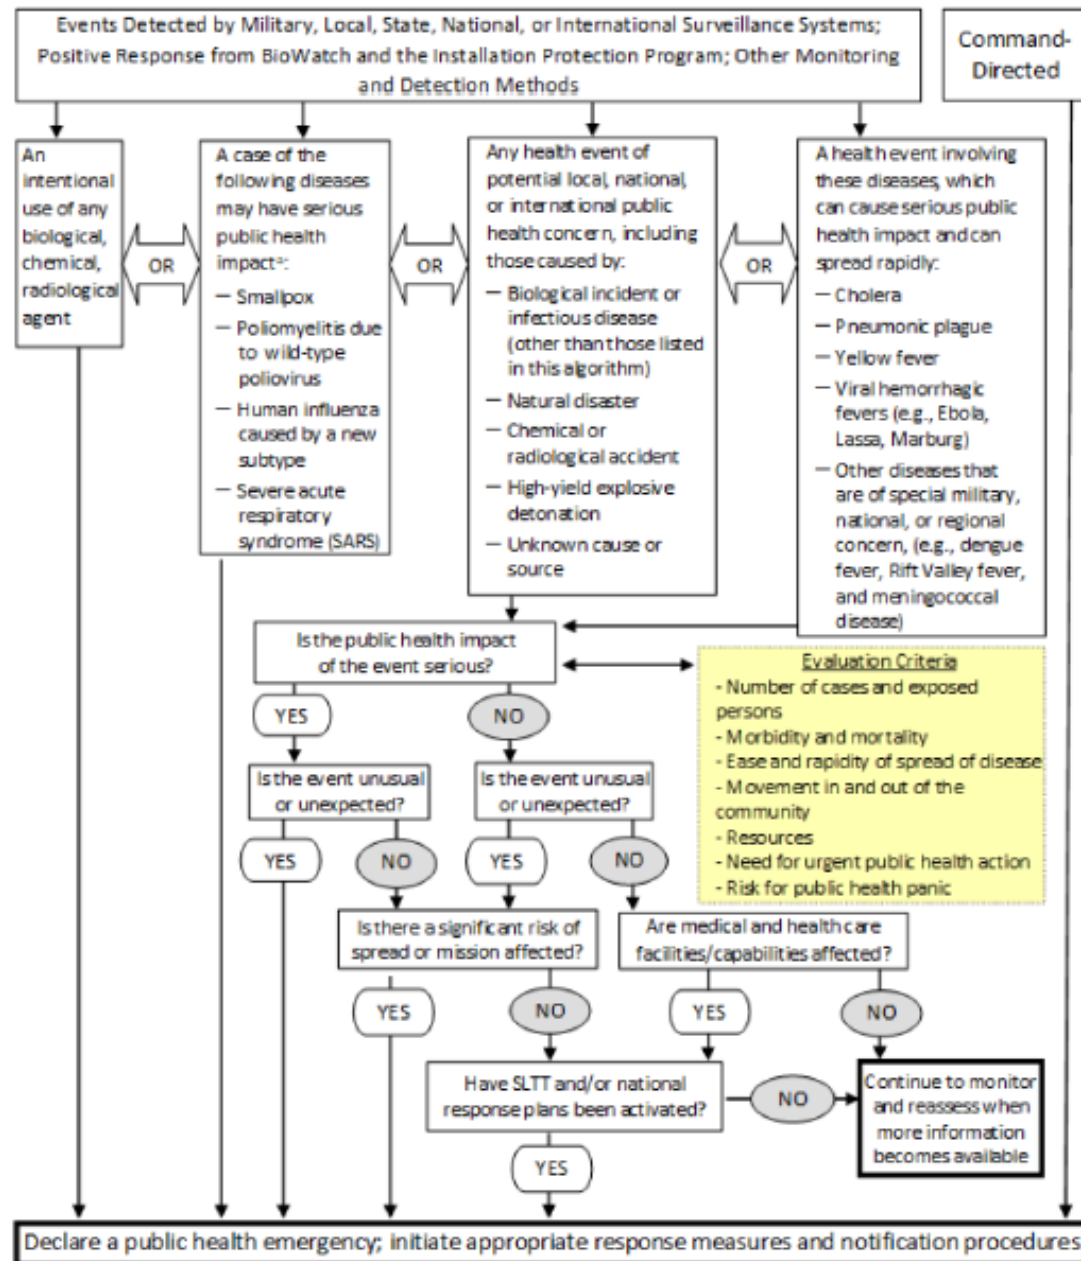 Events Detected by Military, Local, State, National, or International Surveillance Systems;
Positive Response from BioWatch and the Installation Protection Program; Other Monitoring
and Detection Methods
Command-
Directed
An
intentional
use of any
biological,
chemical,
radiological
agent
OR
A case of the
following diseases
may have serious
public health
impact:
— Smallpox
— Poliomyelitis due
to wild-type
poliovirus
— Human influenza
caused by a new
subtype
— Severe acute
respiratory
syndrome (SARS)
OR
Any health event of
potential local, national,
or international public
health concern, including
those caused by:
— Biological incident or
infectious disease
(other than those listed
in this algorithm)
— Natural disaster
— Chemical or
radiological accident
— High-yield explosive
detonation
— Unknown cause or
source
OR
A health event involving
these diseases, which
can cause serious public
health impact and can
spread rapidly:
— Cholera
— Pneumonic plague
— Yellow fever
— Viral hemorrhagic
fevers (e.g., Ebola,
Lassa, Marburg)
— Other diseases that
are of special military,
national, or regional
concern, (e.g., dengue
fever, Rift Valley fever,
and meningococcal
disease)
Is the public health impact
of the event serious?
Evaluation Criteria
- Number of cases and exposed
persons
- Morbidity and mortality
- Ease and rapidity of spread of disease
- Movement in and out of the
community
- Resources
- Need for urgent public health action
- Risk for public health panic
YES
NO
Is the event unusual
or unexpected?
Is the event unusual
or unexpected?
YES
NO
YES
NO
Is there a significant risk of
spread or mission affected?
Are medical and health care
facilities/capabilities affected?
YES
NO
YES
NO
Have SLTT and/or national
response plans been activated?
NO
Continue to monitor
and reassess when
more information
becomes available
YES
Declare a public health emergency; initiate appropriate response measures and notification procedures